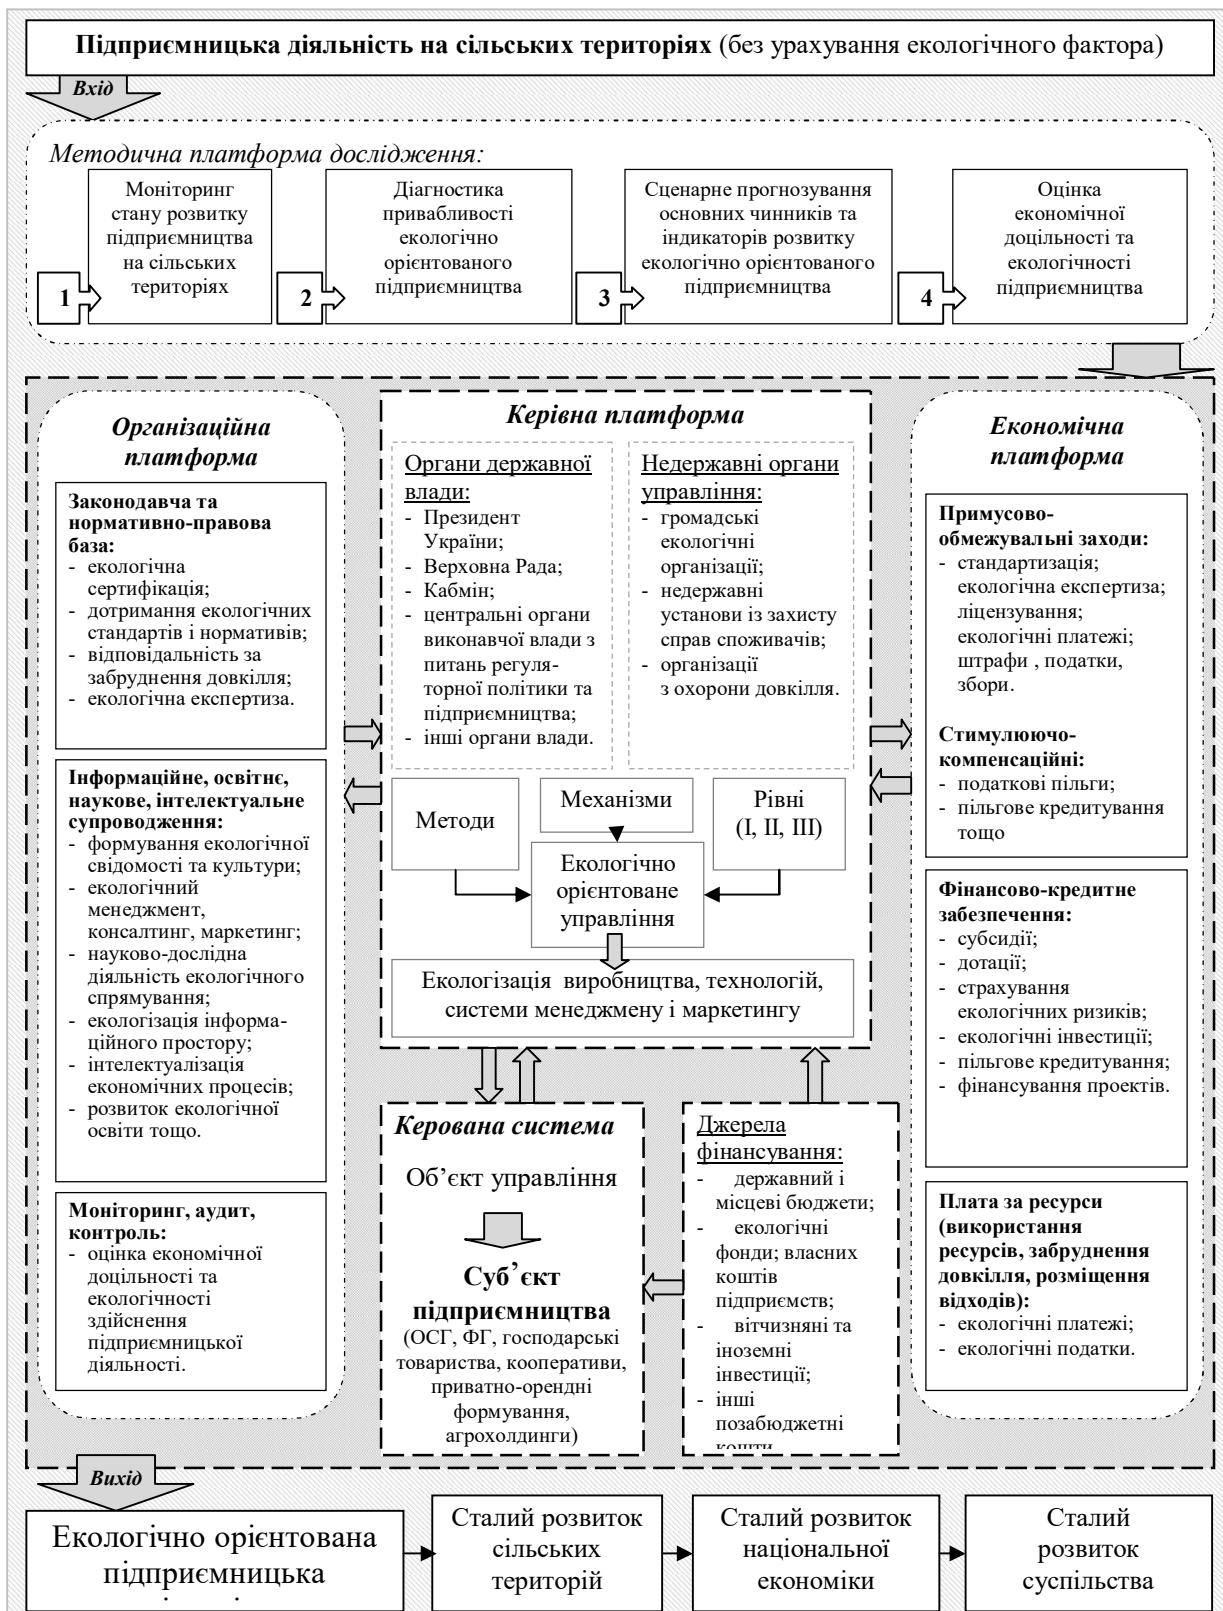 Підприємницька діяльність на сільських територіях (без урахування екологічного фактора)
Вхід
Методична платформа дослідження:
1
Моніторинг
стану розвитку
підприємництва
на сільських
територіях
2
Діагностика
привабливості
екологічно
орієнтованого
підприємництва
3
Сценарне прогнозування
основних чинників та
індикаторів розвитку
екологічно орієнтованого
підприємництва
4
Оцінка
економічної
доцільності та
екологічності
підприємництва
Організаційна
платформа
Законодавча та
нормативно-правова
база:
- екологічна
сертифікація;
- дотримання екологічних
стандартів і нормативів;
- відповідальність за
забруднення довкілля;
- екологічна експертиза.
Інформаційне, освітнє,
наукове, інтелектуальне
супроводження:
- формування екологічної
свідомості та культури;
- екологічний
менеджмент,
консалтинг, маркетинг;
- науково-дослідна
діяльність екологічного
спрямування;
- екологізація інформа-
ційного простору;
- інтелектуалізація
економічних процесів;
- розвиток екологічної
освіти тощо.
Моніторинг, аудит,
контроль:
- оцінка економічної
доцільності та
екологічності
здійснення
підприємницької
діяльності.
Керівна платформа
Органи державної
влади:
- Президент
України;
- Верховна Рада;
- Кабмін;
- центральні органи
виконавчої влади з
питань регуля-
торної політики та
підприємництва;
- інші органи влади.
Недержавні органи
управління:
- громадські
екологічні
організації;
- недержавні
установи із захисту
справ споживачів;
- організації
з охорони довкілля.
Методи
Механізми
Рівні
(І, ІІ, ІІІ)
Екологічно
орієнтоване
управління
Екологізація виробництва, технологій,
системи менеджмену і маркетингу
Керована система
Об’єкт управління
Суб’єкт
підприємництва
(ОСГ, ФГ, господарські
товариства, кооперативи,
приватно-орендні
формування,
агрохолдинги)
Джерела
фінансування:
- державний і
місцеві бюджети;
- екологічні
фонди; власних
коштів
підприємств;
- вітчизняні та
іноземні
інвестиції;
- інші
позабюджетні
кошти
Економічна
платформа
Примусово-
обмежувальні заходи:
- стандартизація;
екологічна експертиза;
ліцензування;
екологічні платежі;
штрафи , податки,
збори.
Стимулюючо-
компенсаційні:
- податкові пільги;
- пільгове кредитування
тощо
Фінансово-кредитне
забезпечення:
- субсидії;
- дотації;
- страхування
екологічних ризиків;
- екологічні інвестиції;
- пільгове кредитування;
- фінансування проектів.
Плата за ресурси
(використання
ресурсів, забруднення
довкілля, розміщення
відходів):
- екологічні платежі;
- екологічні податки.
Вихід
Екологічно орієнтована
підприємницька
Сталий розвиток
сільських
територій
Сталий розвиток
національної
економіки
Сталий
розвиток
суспільства